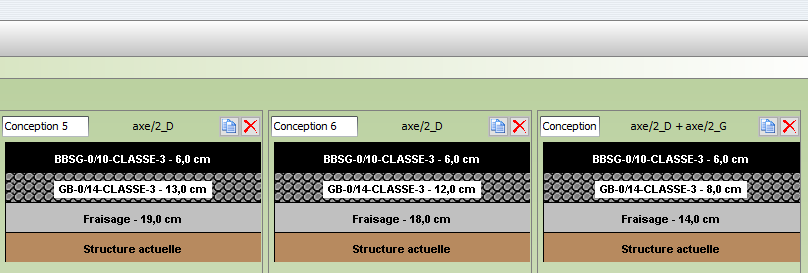 Conception 5 axe/2_D
BBSG-0/10-CLASSE-3 - 6,0 cm
GB-0/14-CLASSE-3 - 13,0 cm
Fraisage - 19,0 cm
Structure actuelle
Conception 6 axe/2_D
BBSG-0/10-CLASSE-3 - 6,0 cm
GB-0/14-CLASSE-3 - 12,0 cm
Fraisage - 18,0 cm
Structure actuelle
Conception axe/2_D + axe/2_G
BBSG-0/10-CLASSE-3 - 6,0 cm
GB-0/14-CLASSE-3 - 8,0 cm
Fraisage - 14,0 cm
Structure actuelle